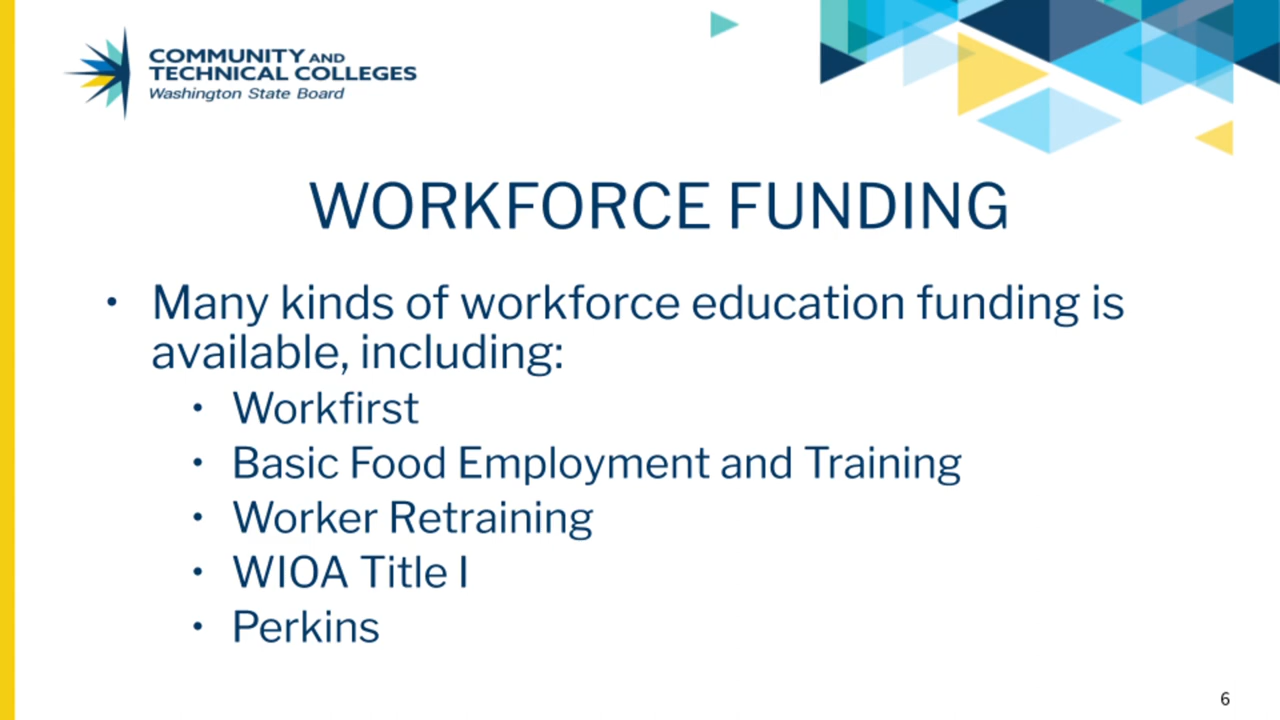 COMMUNITY AND
TECHNICAL COLLEGES
Washington State Board
WORKFORCE FUNDING
• Many kinds of workforce education funding is
available, including:
• Workfirst
• Basic Food Employment and Training
• Worker Retraining
• WIOA Title I
• Perkins
6